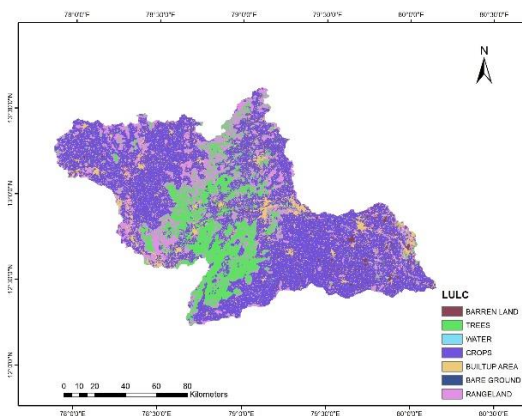 78°0'0"E 78°30'0"E 79°0'0"E 79°30'0"E 80°0'0"E 80°30'0"E
N
13°30'0"N
13°0'0"N
12°30'0"N
12°0'0"N
LULC
BARREN LAND
TREES
WATER
CROPS
BUILTUP AREA
BARE GROUND
RANGELAND
0 10 20 40 60 80
Kilometers
78°0'0"E 78°30'0"E 79°0'0"E 79°30'0"E 80°0'0"E